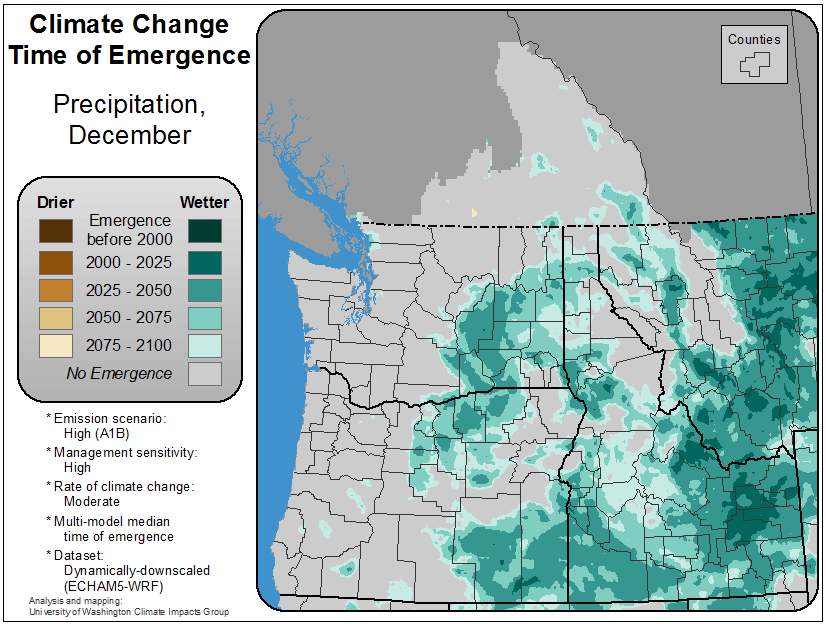 Climate Change
Time of Emergence
Precipitation,
December
Counties
Drier
Wetter
Emergence
before 2000
2000 - 2025
2025 - 2050
2050 - 2075
2075 - 2100
No Emergence
* Emission scenario:
High (A1B)
* Management sensitivity:
High
* Rate of climate change:
Moderate
* Multi-model median
time of emergence
* Dataset:
Dynamically-downscaled
(ECHAM5-WRF)
Analysis and mapping:
University of Washington Climate Impacts Group